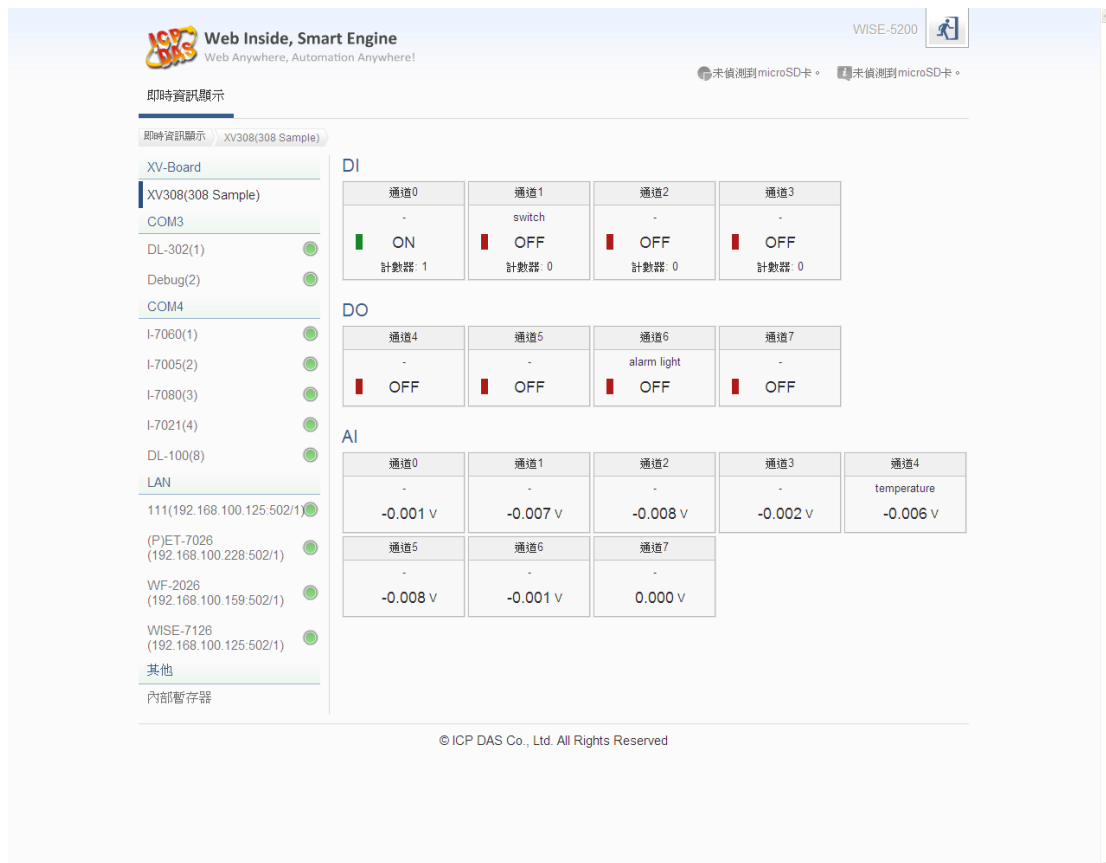 ICP DAS
Web Inside, Smart Engine
Web Anywhere, Automation Anywhere!
WISE-5200
未偵測到microSD卡。 未偵測到microSD卡。
即時資訊顯示
即時資訊顯示 XV308(308 Sample)
XV-Board
XV308(308 Sample)
COM3
DL-302(1)
Debug(2)
COM4
I-7060(1)
I-7005(2)
I-7080(3)
I-7021(4)
DL-100(8)
LAN
111(192.168.100.125:502/1)
(P)ET-7026
(192.168.100.228:502/1)
WF-2026
(192.168.100.159:502/1)
WISE-7126
(192.168.100.125:502/1)
其他
內部暫存器
DI
通道0 通道1 通道2 通道3
- switch - -
ON OFF OFF OFF
計數器: 1 計數器: 0 計數器: 0 計數器: 0
DO
通道4 通道5 通道6 通道7
- - alarm light -
OFF OFF OFF OFF
AI
通道0 通道1 通道2 通道3 通道4
- - - - temperature
-0.001 V -0.007 V -0.008 V -0.002 V -0.006 V
通道5 通道6 通道7
- - -
-0.008 V -0.001 V 0.000 V
© ICP DAS Co., Ltd. All Rights Reserved